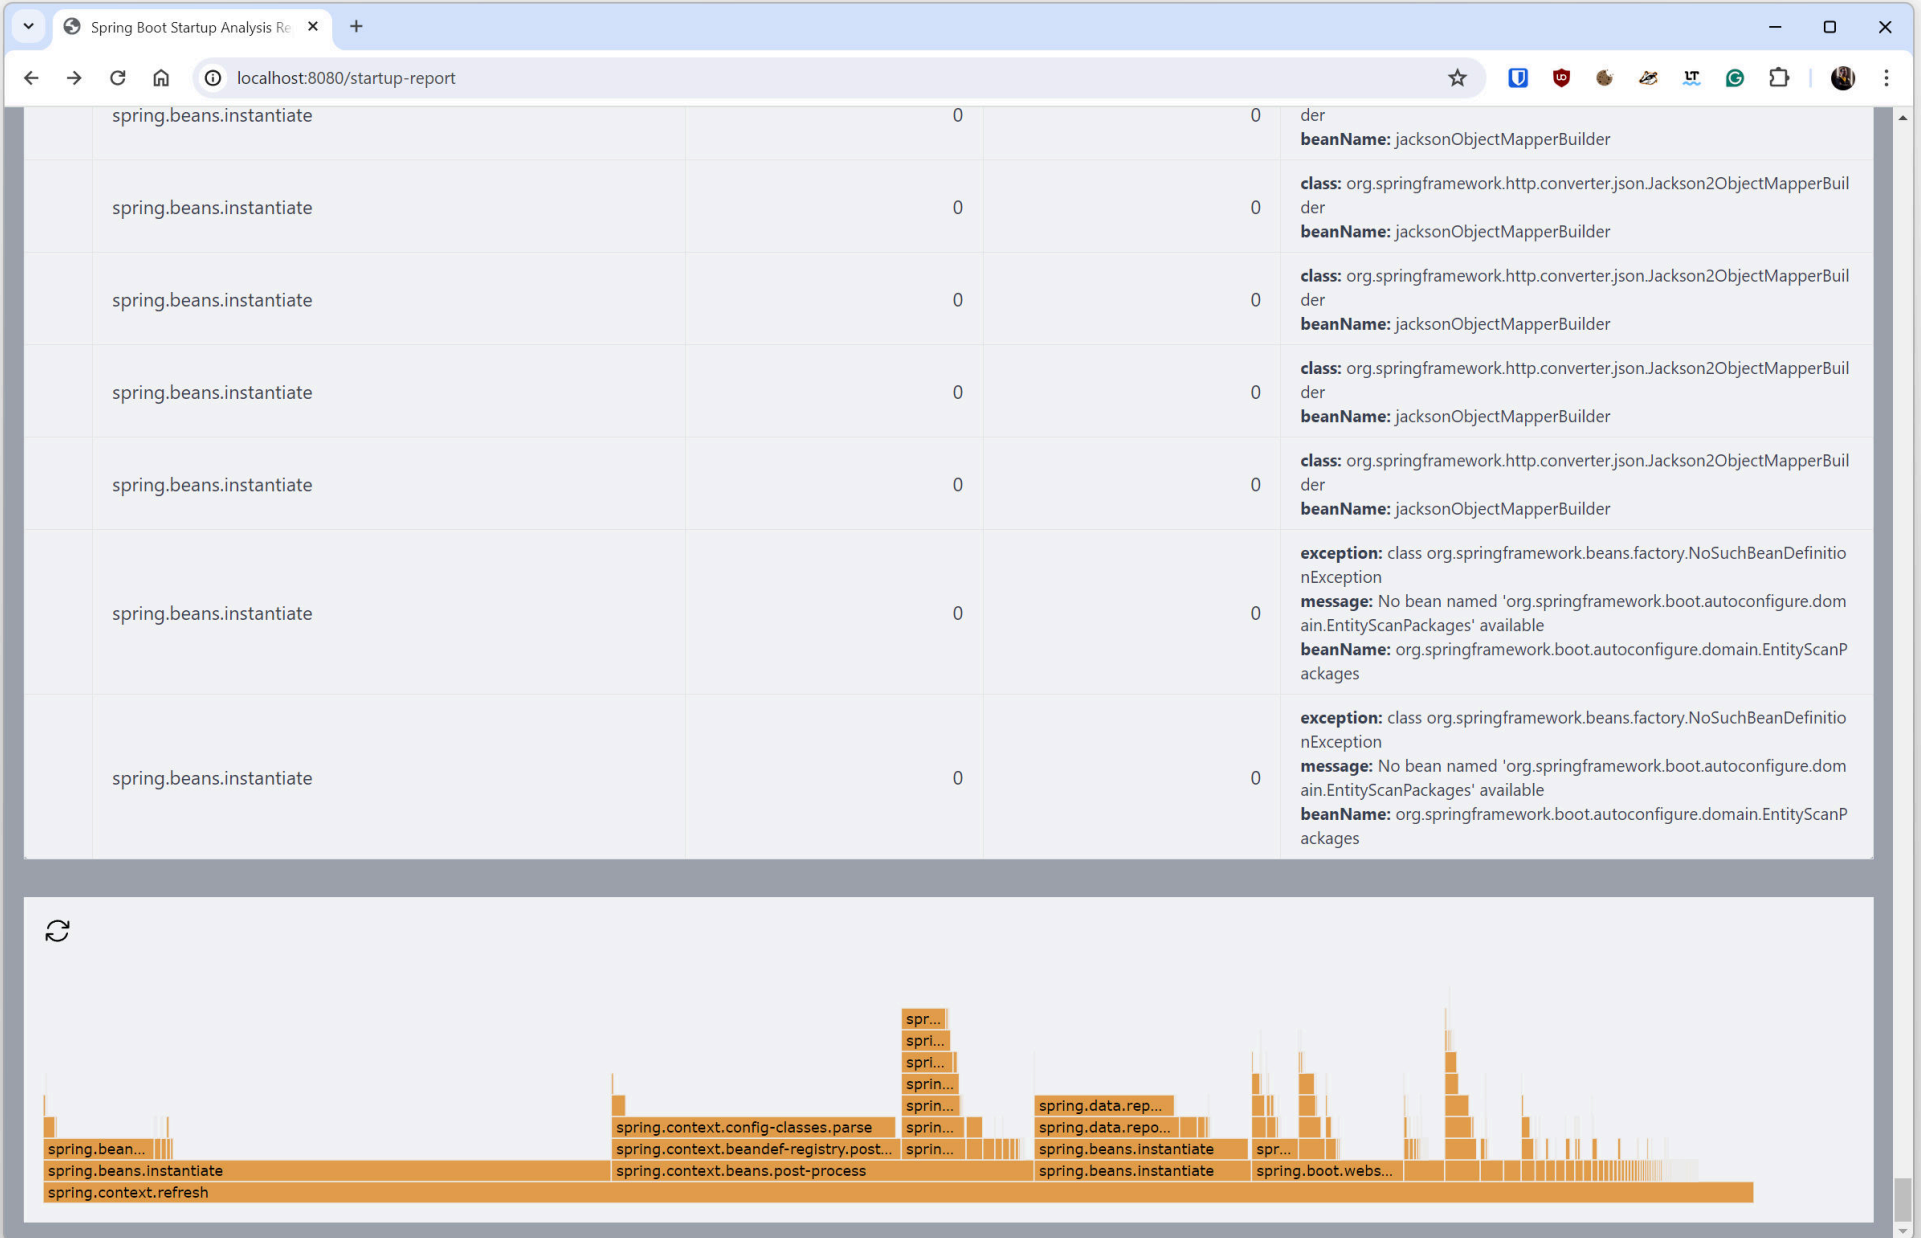 Spring Boot Startup Analysis Re
localhost:8080/startup-report
spring.beans.instantiate 0 0 der
beanName: jacksonObjectMapperBuilder
class: org.springframework.http.converter.json.Jackson2ObjectMapperBuil
spring.beans.instantiate 0 0 der
beanName: jacksonObjectMapperBuilder
class: org.springframework.http.converter.json.Jackson2ObjectMapperBuil
spring.beans.instantiate 0 0 der
beanName: jacksonObjectMapperBuilder
class: org.springframework.http.converter.json.Jackson2ObjectMapperBuil
spring.beans.instantiate 0 0 der
beanName: jacksonObjectMapperBuilder
class: org.springframework.http.converter.json.Jackson2ObjectMapperBuil
spring.beans.instantiate 0 0 der
beanName: jacksonObjectMapperBuilder
exception: class org.springframework.beans.factory.NoSuchBeanDefinitio
nException
message: No bean named 'org.springframework.boot.autoconfigure.dom
spring.beans.instantiate 0 0
ain.EntityScanPackages' available
beanName: org.springframework.boot.autoconfigure.domain.EntityScanP
ackages
exception: class org.springframework.beans.factory.NoSuchBeanDefinitio
nException
message: No bean named 'org.springframework.boot.autoconfigure.dom
spring.beans.instantiate 0 0
ain.EntityScanPackages' available
beanName: org.springframework.boot.autoconfigure.domain.EntityScanP
ackages
spr...
spri...
spri...
sprin...
sprin... spring.data.rep...
spring.context.config-classes.parse sprin... spring.data.repo...
spring.bean... spring.context.beandef-registry.post... sprin... spring.beans.instantiate spr...
spring.beans.instantiate spring.context.beans.post-process spring.beans.instantiate spring.boot.webs...
spring.context.refresh